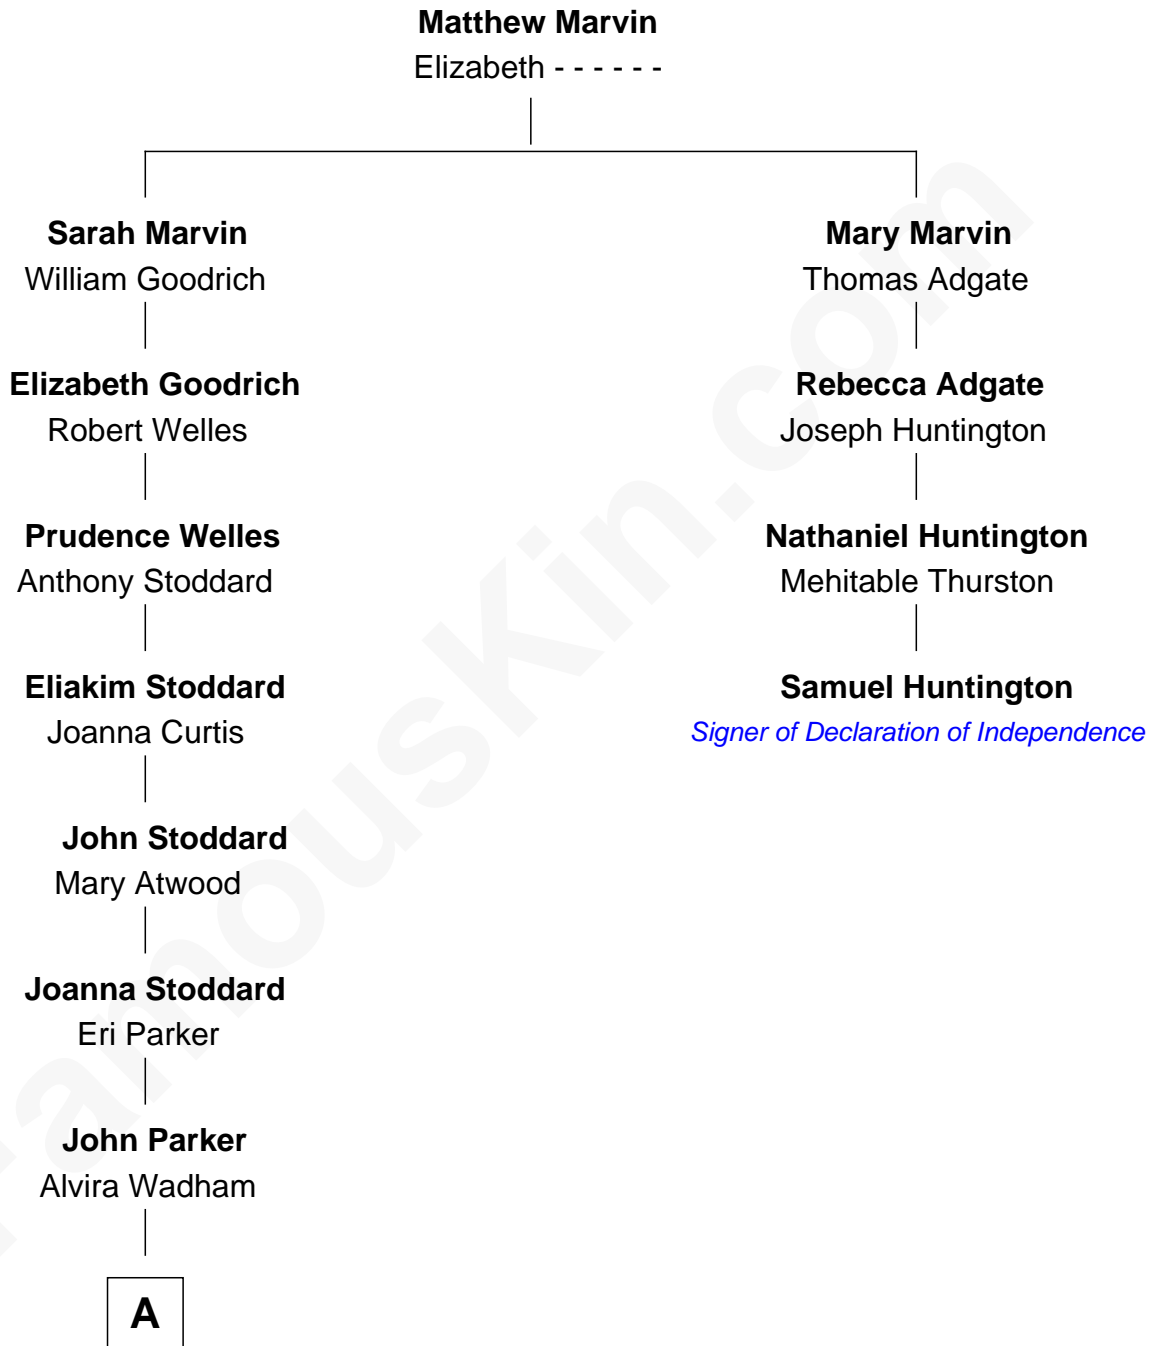 Matthew Marvin
Elizabeth - - - - - -
Sarah Marvin
William Goodrich
Mary Marvin
Thomas Adgate
Elizabeth Goodrich
Robert Welles
Rebecca Adgate
Joseph Huntington
Prudence Welles
Anthony Stoddard
Nathaniel Huntington
Mehitable Thurston
Eliakim Stoddard
Joanna Curtis
Samuel Huntington
Signer of Declaration of Independence
John Stoddard
Mary Atwood
Joanna Stoddard
Eri Parker
John Parker
Alvira Wadham
A
FamousKin.com